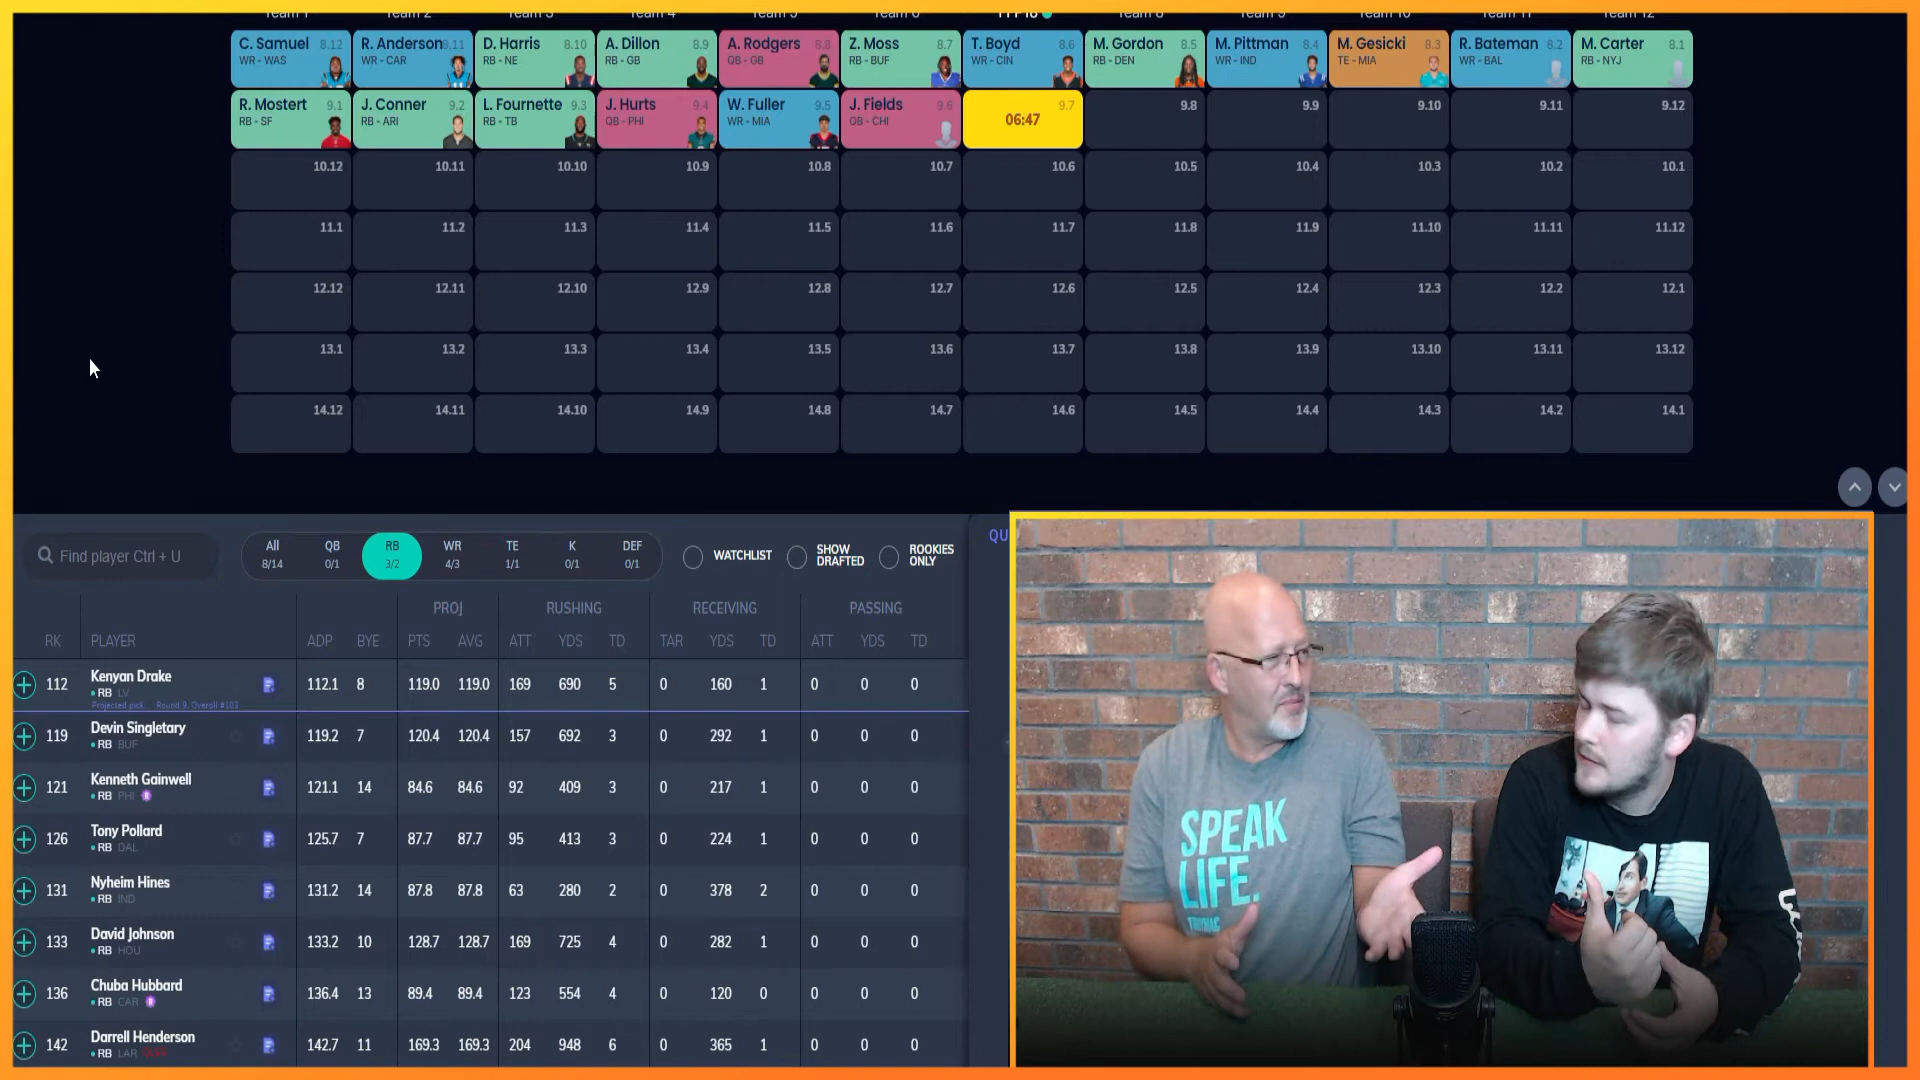 C. Samuel 8.12 R. Anderson 8.11 D. Harris 8.10 A. Dillon 8.9 A. Rodgers 8.8 Z. Moss 8.7 T. Boyd 8.6 M. Gordon 8.5 M. Pittman 8.4 M. Gesicki 8.3 R. Bateman 8.2 M. Carter 8.1
WR - WAS WR - CAR RB - NE RB - GB QB - GB RB - BUF WR - CIN RB - DEN WR - IND TE - MIA WR - BAL RB - NYJ
R. Mostert 9.1 J. Conner 9.2 L. Fournette 9.3 J. Hurts 9.4 W. Fuller 9.5 J. Fields 9.6 9.7 9.8 9.9 9.10 9.11 9.12
RB - SF RB - ARI RB - TB QB - PHI WR - MIA QB - CHI 06:47
10.12 10.11 10.10 10.9 10.8 10.7 10.6 10.5 10.4 10.3 10.2 10.1
11.1 11.2 11.3 11.4 11.5 11.6 11.7 11.8 11.9 11.10 11.11 11.12
12.12 12.11 12.10 12.9 12.8 12.7 12.6 12.5 12.4 12.3 12.2 12.1
13.1 13.2 13.3 13.4 13.5 13.6 13.7 13.8 13.9 13.10 13.11 13.12
14.12 14.11 14.10 14.9 14.8 14.7 14.6 14.5 14.4 14.3 14.2 14.1
Find player Ctrl + U
All QB RB WR TE K DEF
8/14 0/1 3/2 4/3 1/1 0/1 0/1
WATCHLIST SHOW DRAFTED ROOKIES ONLY
QU
PROJ RUSHING RECEIVING PASSING
RK PLAYER ADP BYE PTS AVG ATT YDS TD TAR YDS TD ATT YDS TD
112 Kenyan Drake 112.1 8 119.0 119.0 169 690 5 0 160 1 0 0 0
RB LV
Projected pick: Round 9, Overall #103
119 Devin Singletary 119.2 7 120.4 120.4 157 692 3 0 292 1 0 0 0
RB BUF
121 Kenneth Gainwell 121.1 14 84.6 84.6 92 409 3 0 217 1 0 0 0
RB PHI R
126 Tony Pollard 125.7 7 87.7 87.7 95 413 3 0 224 1 0 0 0
RB DAL
131 Nyheim Hines 131.2 14 87.8 87.8 63 280 2 0 378 2 0 0 0
RB IND
133 David Johnson 133.2 10 128.7 128.7 169 725 4 0 282 1 0 0 0
RB HOU
136 Chuba Hubbard 136.4 13 89.4 89.4 123 554 4 0 120 0 0 0 0
RB CAR R
142 Darrell Henderson 142.7 11 169.3 169.3 204 948 6 0 365 1 0 0 0
RB LAR
SPEAK
LIFE.